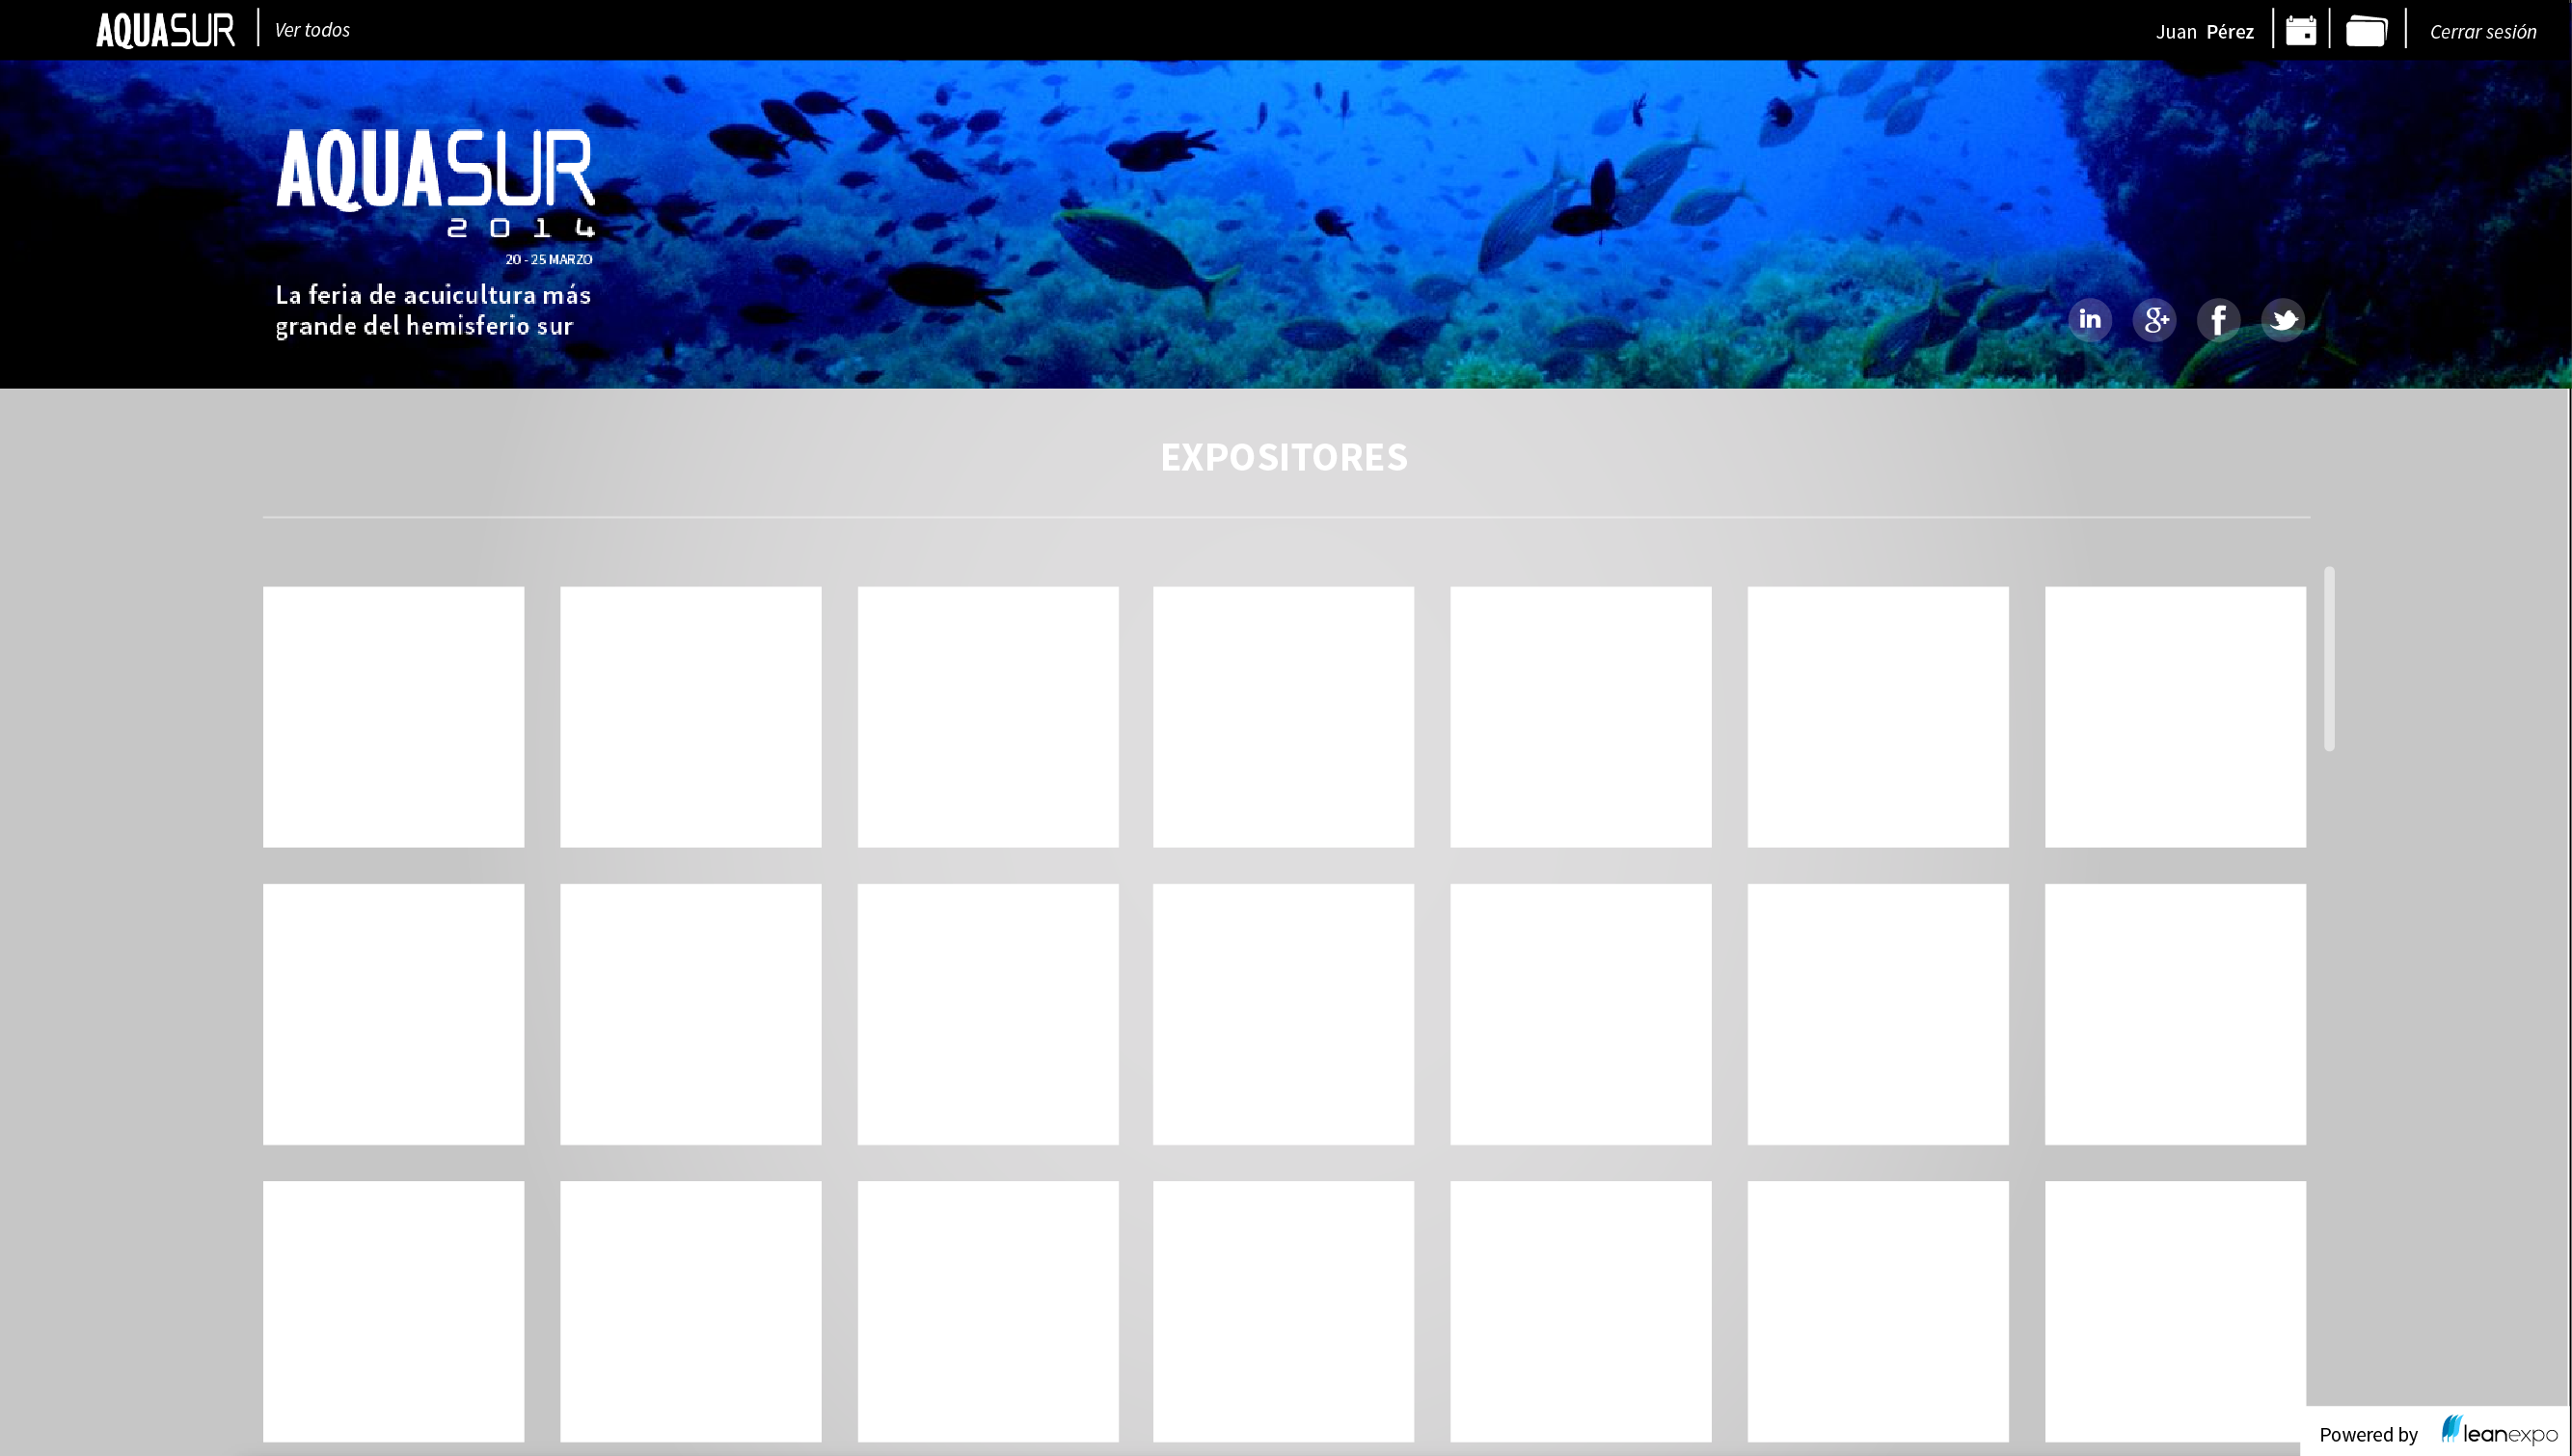 AQUASUR
Ver todos
Juan Pérez
Cerrar sesión
AQUASUR
2014
20 - 25 MARZO
La feria de acuicultura más
grande del hemisferio sur
in
g+
f
EXPOSITORES
Powered by leanexpo